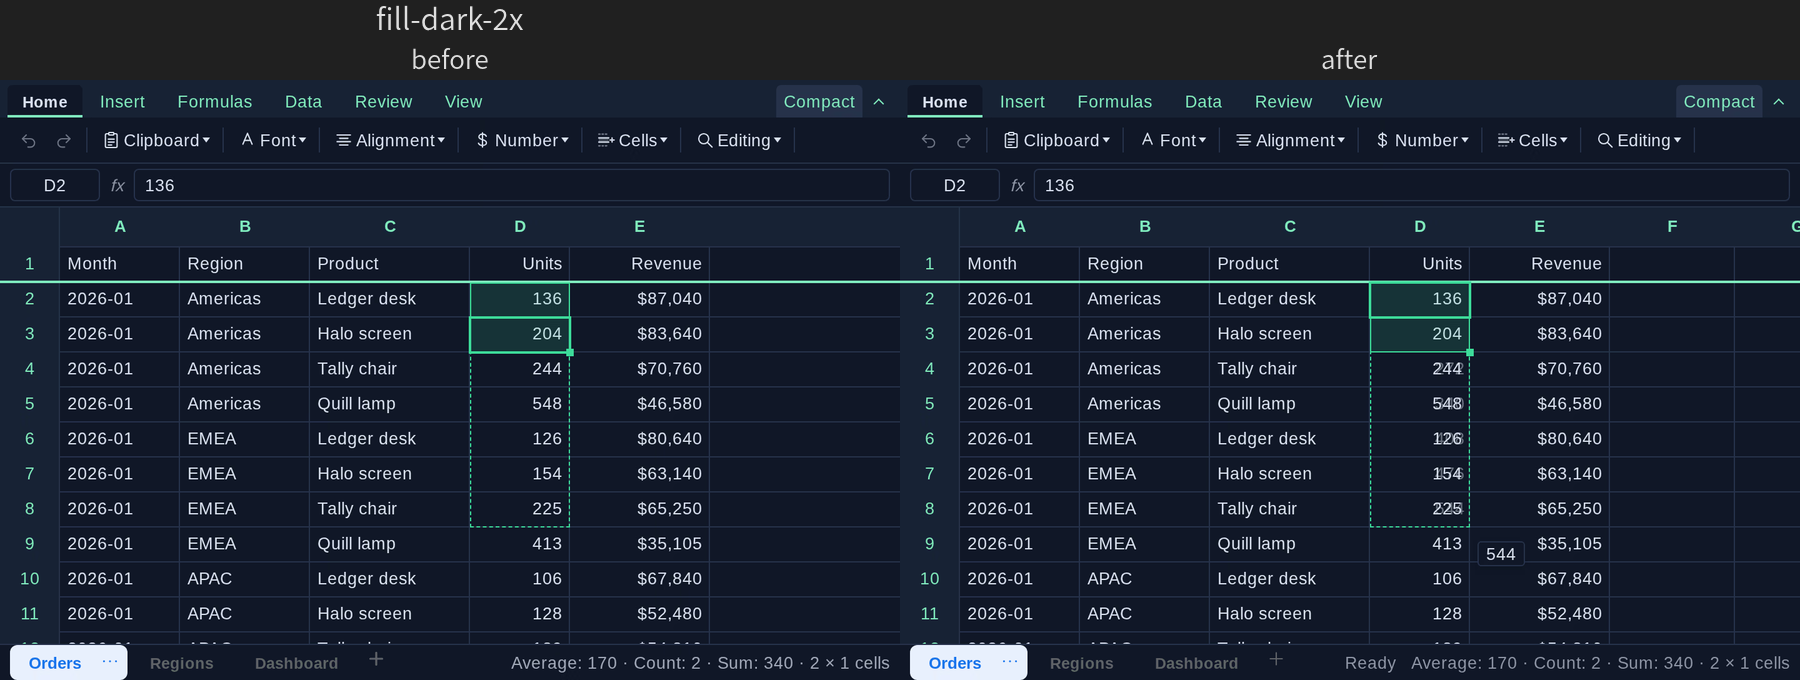 fill-dark-2x
before
after
Home Insert Formulas Data Review View Compact
Clipboard Font Alignment $ Number Cells Editing
D2 fx 136
A B C D E
1 Month Region Product Units Revenue
2 2026-01 Americas Ledger desk 136 $87,040
3 2026-01 Americas Halo screen 204 $83,640
4 2026-01 Americas Tally chair 244 $70,760
5 2026-01 Americas Quill lamp 548 $46,580
6 2026-01 EMEA Ledger desk 126 $80,640
7 2026-01 EMEA Halo screen 154 $63,140
8 2026-01 EMEA Tally chair 225 $65,250
9 2026-01 EMEA Quill lamp 413 $35,105
10 2026-01 APAC Ledger desk 106 $67,840
11 2026-01 APAC Halo screen 128 $52,480
Orders ··· Regions Dashboard + Average: 170 · Count: 2 · Sum: 340 · 2 × 1 cells
Home Insert Formulas Data Review View Compact
Clipboard Font Alignment $ Number Cells Editing
D2 fx 136
A B C D E F G
1 Month Region Product Units Revenue
2 2026-01 Americas Ledger desk 136 $87,040
3 2026-01 Americas Halo screen 204 $83,640
4 2026-01 Americas Tally chair 244 $70,760
5 2026-01 Americas Quill lamp 548 $46,580
6 2026-01 EMEA Ledger desk 126 $80,640
7 2026-01 EMEA Halo screen 154 $63,140
8 2026-01 EMEA Tally chair 225 $65,250
9 2026-01 EMEA Quill lamp 413 $35,105
544
10 2026-01 APAC Ledger desk 106 $67,840
11 2026-01 APAC Halo screen 128 $52,480
Orders ··· Regions Dashboard + Ready Average: 170 · Count: 2 · Sum: 340 · 2 × 1 cells